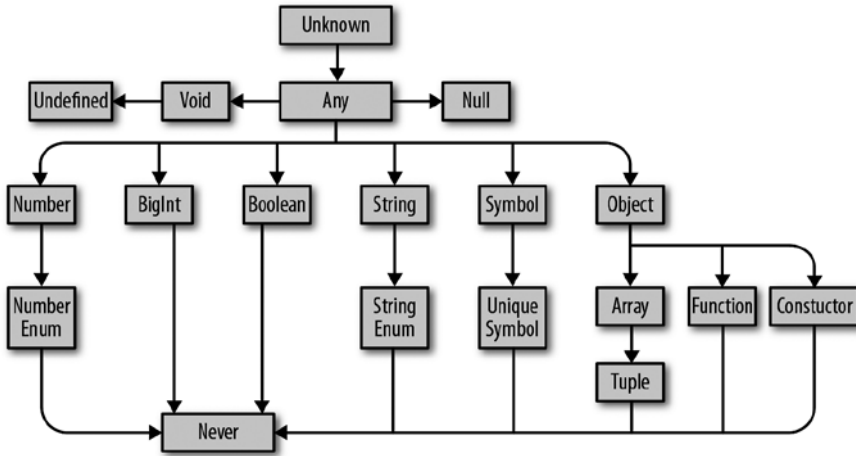 Unknown
Undefined
Void
Any
Null
Number
BigInt
Boolean
String
Symbol
Object
Number
Enum
String
Enum
Unique
Symbol
Array
Function
Constuctor
Tuple
Never